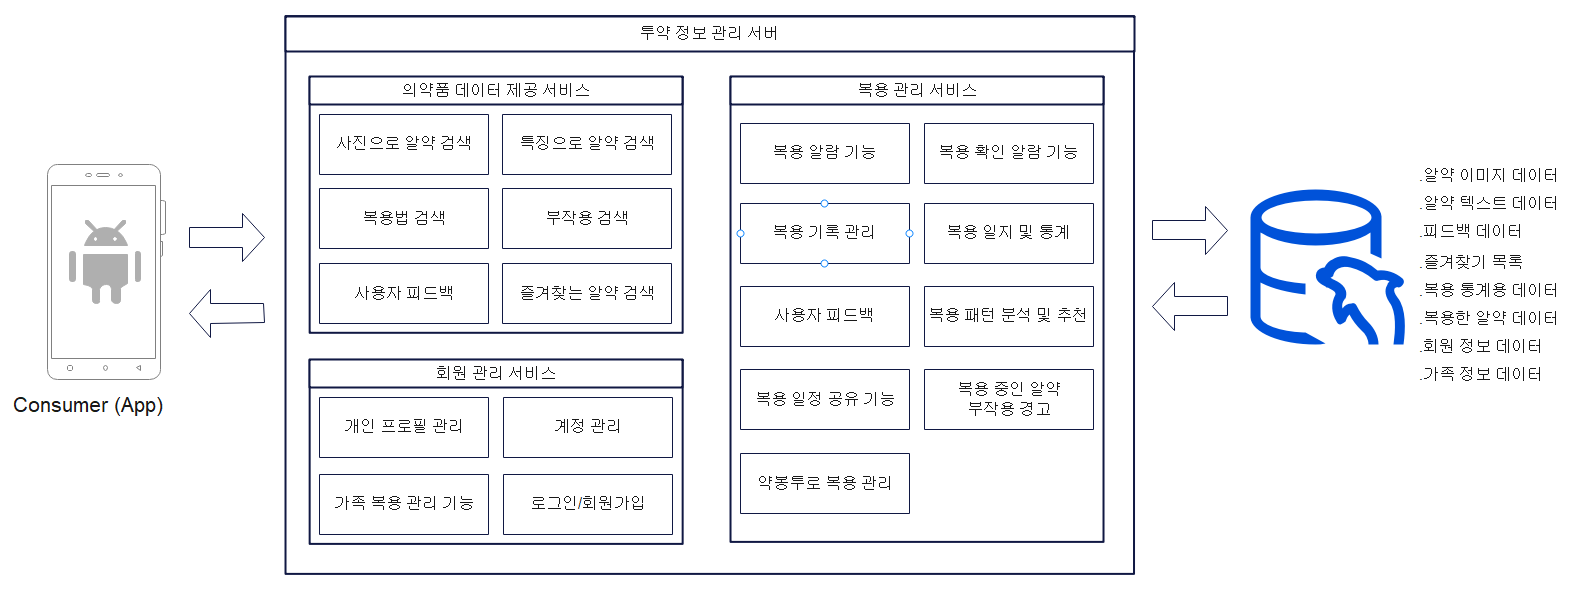 투약 정보 관리 서버
의약품 데이터 제공 서비스
사진으로 알약 검색
특징으로 알약 검색
복용법 검색
부작용 검색
사용자 피드백
즐겨찾는 알약 검색
회원 관리 서비스
개인 프로필 관리
계정 관리
가족 복용 관리 기능
로그인/회원가입
복용 관리 서비스
복용 알람 기능
복용 확인 알람 기능
복용 기록 관리
복용 일지 및 통계
사용자 피드백
복용 패턴 분석 및 추천
복용 일정 공유 기능
복용 중인 알약
부작용 경고
약봉투로 복용 관리
Consumer (App)
.알약 이미지 데이터
.알약 텍스트 데이터
.피드백 데이터
.즐겨찾기 목록
.복용 통계용 데이터
.복용한 알약 데이터
.회원 정보 데이터
.가족 정보 데이터